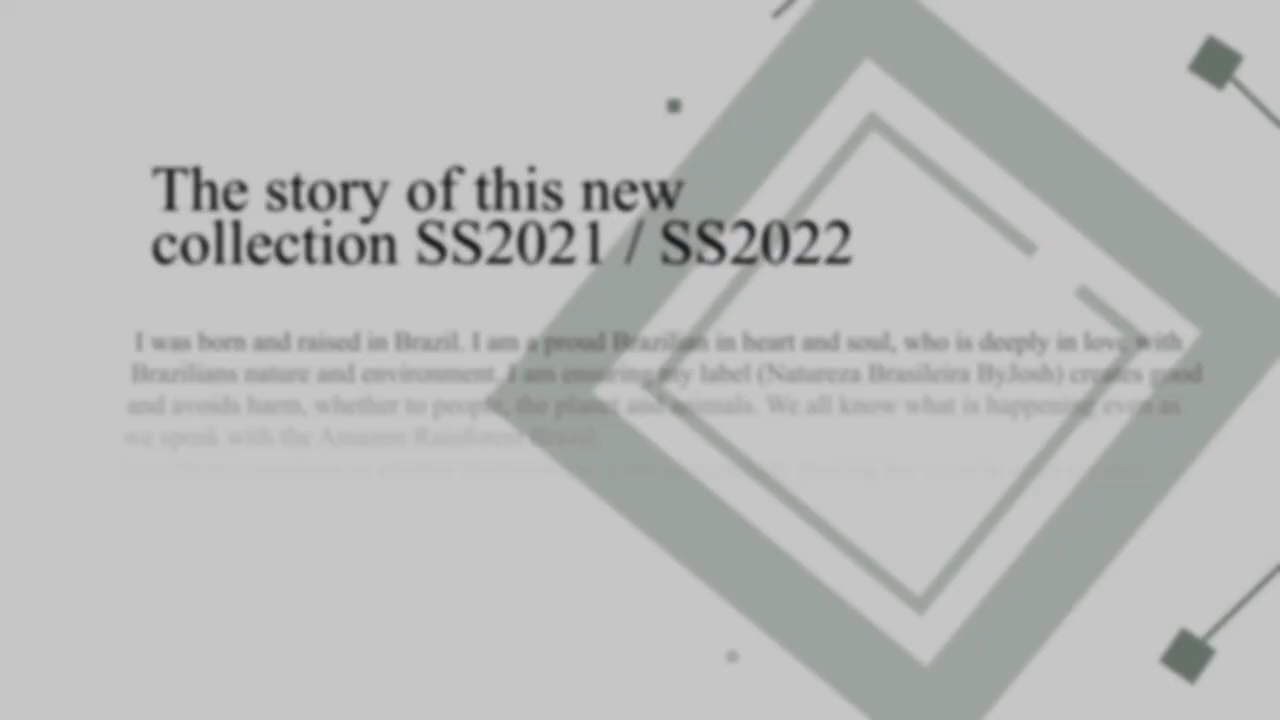 The story of this new
collection SS2021 / SS2022
I was born and raised in Brazil. I am a proud Brazilian in heart and soul, who is deeply in love with
Brazilians nature and environment. I am ensuring my label (Natureza Brasileira ByJosh) creates good
and avoids harm, whether to people, the planet and animals. We all know what is happening even as
we speak with the Amazon Rainforest Brazil.